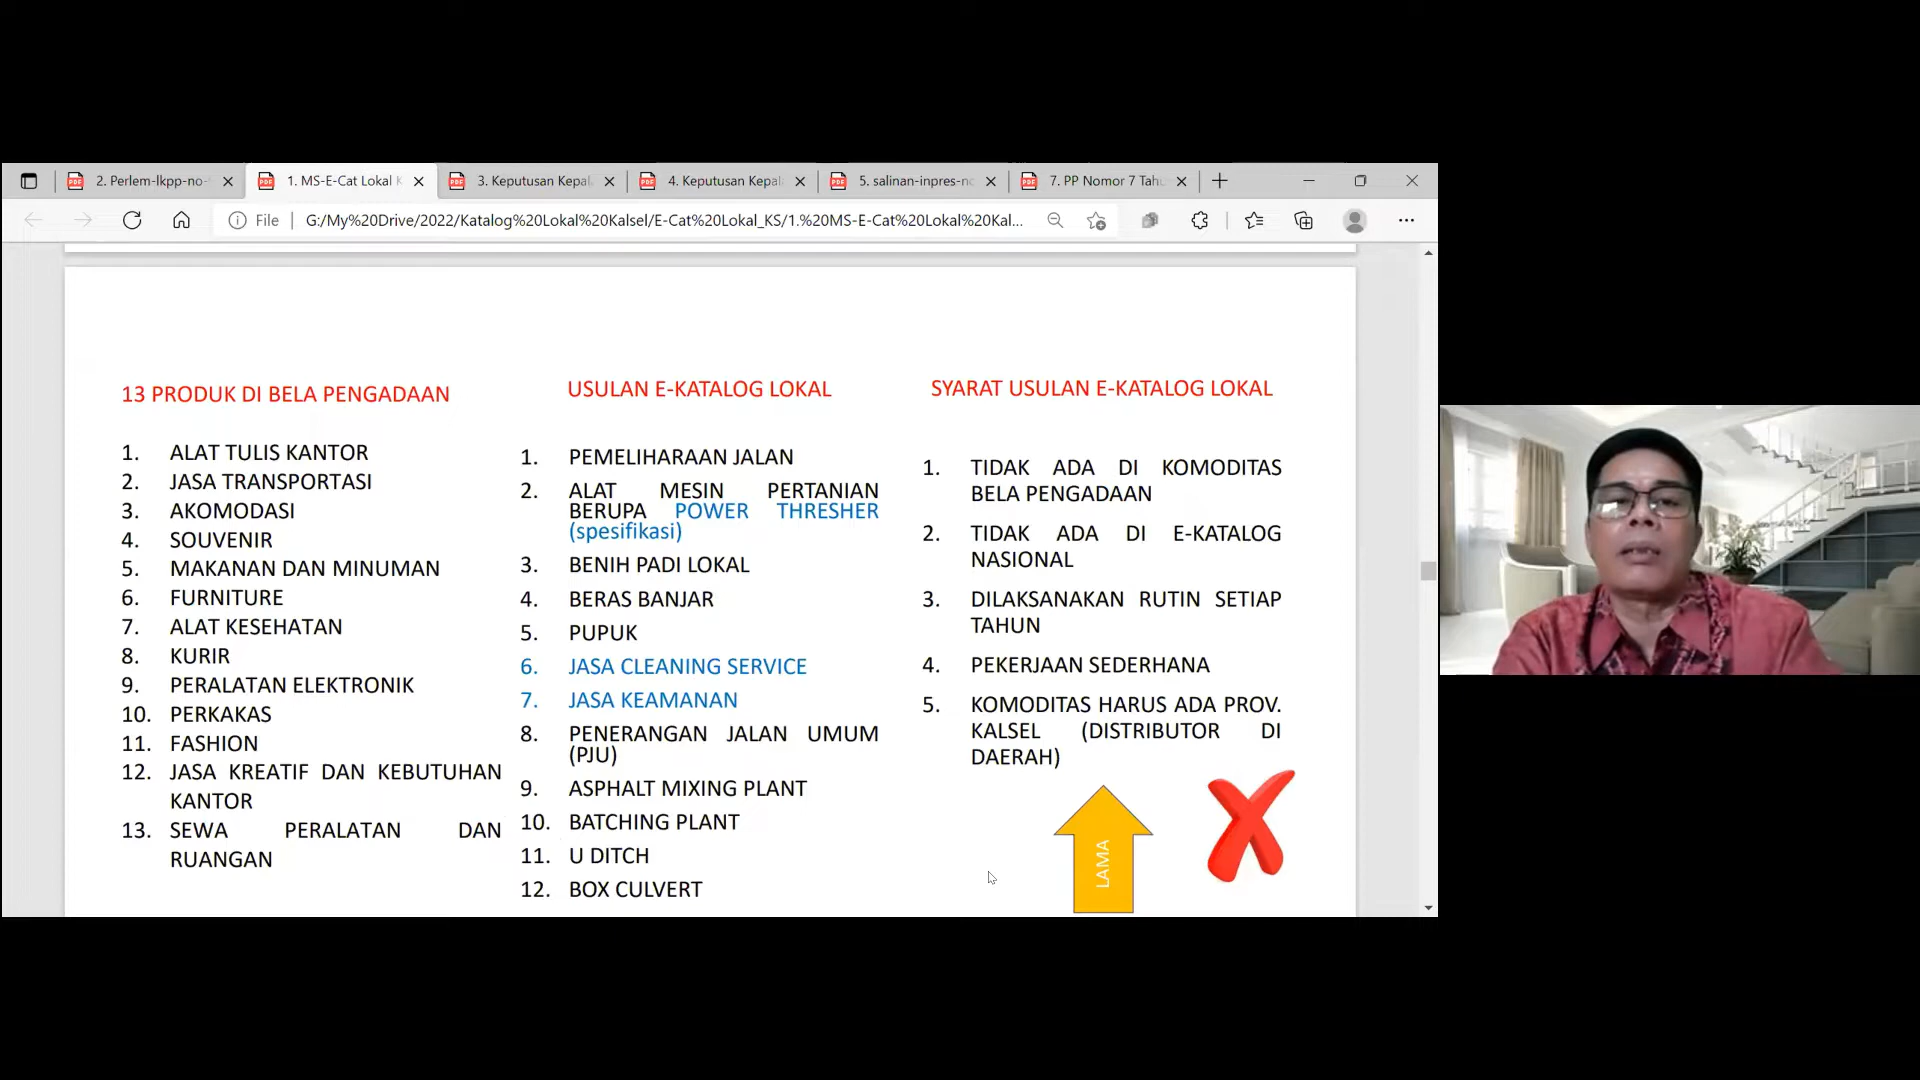 2. Perlem-lkpp-no-
1. MS-E-Cat Lokal K
3. Keputusan Kepal
4. Keputusan Kepal
5. salinan-inpres-no
7. PP Nomor 7 Tahu
File
G:/My%20Drive/2022/Katalog%20Lokal%20Kalsel/E-Cat%20Lokal_KS/1.%20MS-E-Cat%20Lokal%20Kal...
13 PRODUK DI BELA PENGADAAN
1. ALAT TULIS KANTOR
2. JASA TRANSPORTASI
3. AKOMODASI
4. SOUVENIR
5. MAKANAN DAN MINUMAN
6. FURNITURE
7. ALAT KESEHATAN
8. KURIR
9. PERALATAN ELEKTRONIK
10. PERKAKAS
11. FASHION
12. JASA KREATIF DAN KEBUTUHAN
KANTOR
13. SEWA PERALATAN DAN
RUANGAN
USULAN E-KATALOG LOKAL
1. PEMELIHARAAN JALAN
2. ALAT MESIN PERTANIAN
BERUPA POWER THRESHER
(spesifikasi)
3. BENIH PADI LOKAL
4. BERAS BANJAR
5. PUPUK
6. JASA CLEANING SERVICE
7. JASA KEAMANAN
8. PENERANGAN JALAN UMUM
(PJU)
9. ASPHALT MIXING PLANT
10. BATCHING PLANT
11. U DITCH
12. BOX CULVERT
SYARAT USULAN E-KATALOG LOKAL
1. TIDAK ADA DI KOMODITAS
BELA PENGADAAN
2. TIDAK ADA DI E-KATALOG
NASIONAL
3. DILAKSANAKAN RUTIN SETIAP
TAHUN
4. PEKERJAAN SEDERHANA
5. KOMODITAS HARUS ADA PROV.
KALSEL (DISTRIBUTOR DI
DAERAH)
LAMA